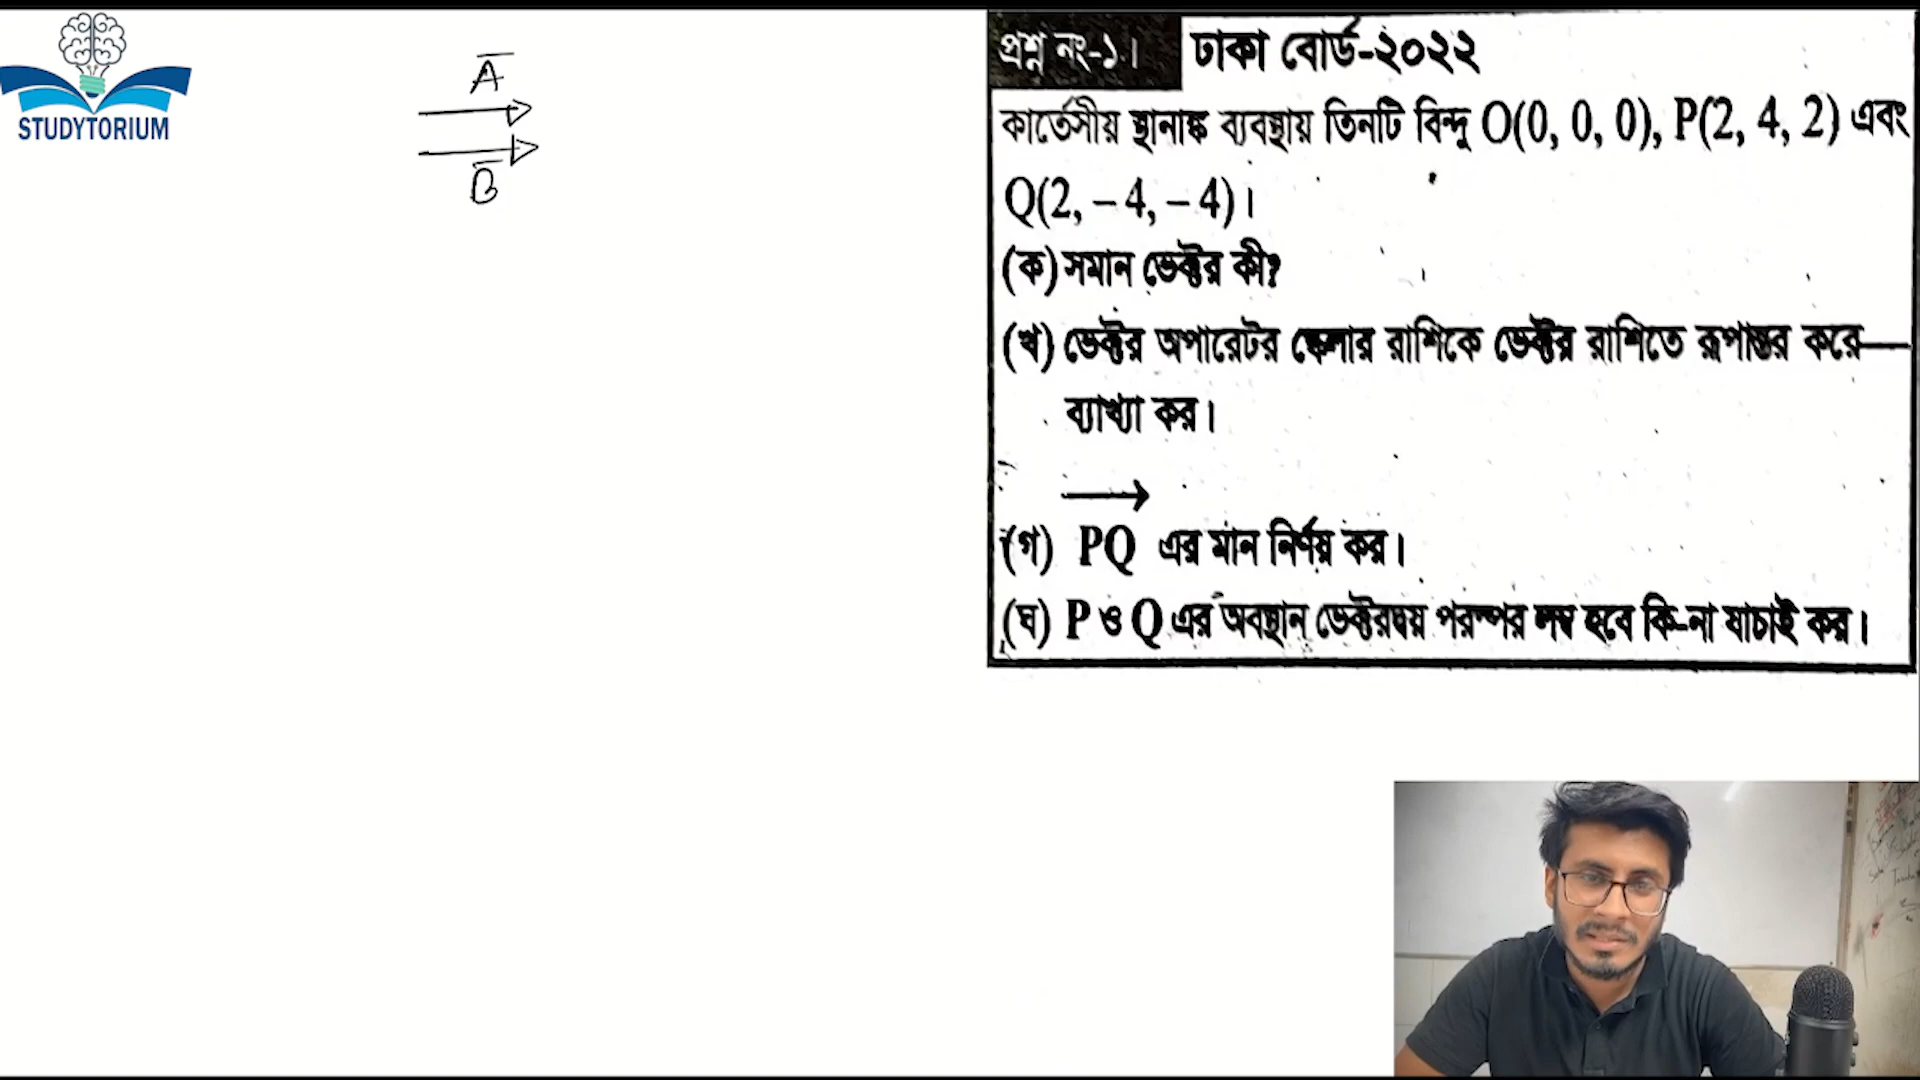 STUDYTORIUM
A
B
প্রশ্ন নং-১। ঢাকা বোর্ড-২০২২
কার্তেসীয় স্থানাঙ্ক ব্যবস্থায় তিনটি বিন্দু O(0, 0, 0), P(2, 4, 2) এবং
Q(2, – 4, – 4)।
(ক) সমান ভেক্টর কী?
(খ) ভেক্টর অপারেটর স্কেলার রাশিকে ভেক্টর রাশিতে রূপান্তর করে—
ব্যাখ্যা কর।
(গ) PQ এর মান নির্ণয় কর।
(ঘ) P ও Q এর অবস্থান ভেক্টরদ্বয় পরস্পর লম্ব হবে কি-না যাচাই কর।